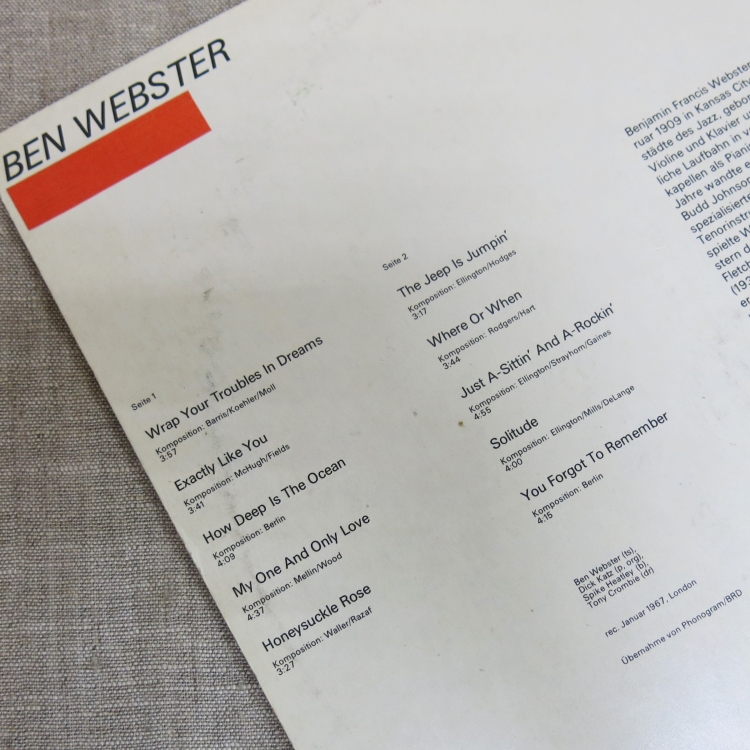 BEN WEBSTER
Seite 1
Wrap Your Troubles In Dreams
Komposition: Barris/Koehler/Moll
3:57
Exactly Like You
Komposition: McHugh/Fields
3:41
How Deep Is The Ocean
Komposition: Berlin
4:09
My One And Only Love
Komposition: Mellin/Wood
4:37
Honeysuckle Rose
Komposition: Waller/Razaf
3:27
Seite 2
The Jeep Is Jumpin'
Komposition: Ellington/Hodges
3:17
Where Or When
Komposition: Rodgers/Hart
3:44
Just A-Sittin' And A-Rockin'
Komposition: Ellington/Strayhorn/Gaines
4:55
Solitude
Komposition: Ellington/Mills/DeLange
4:00
You Forgot To Remember
Komposition: Berlin
4:15
Ben Webster (ts),
Dick Katz (p, org),
Spike Heatley (b),
Tony Crombie (dr)
rec. Januar 1967, London
Übernahme von Phonogram/BRD
Benjamin Francis Webster
ruar 1909 in Kansas City
städte des Jazz, gebor
Violine und Klavier u
liche Laufbahn in v
kapellen als Piani
Jahre wandte e
Budd Johnson
spezialisierte
Tenorinstr
spielte W
stern d
Fletch
(193
er